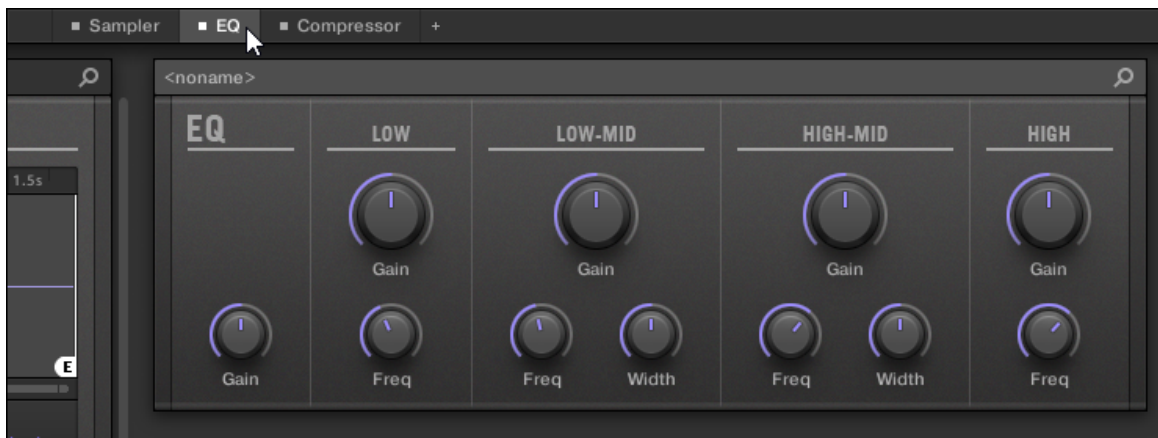 Sampler EQ Compressor +
<noname>
EQ LOW LOW-MID HIGH-MID HIGH
1.5s
Gain Gain Gain Gain
E
Gain Freq Freq Width Freq Width Freq